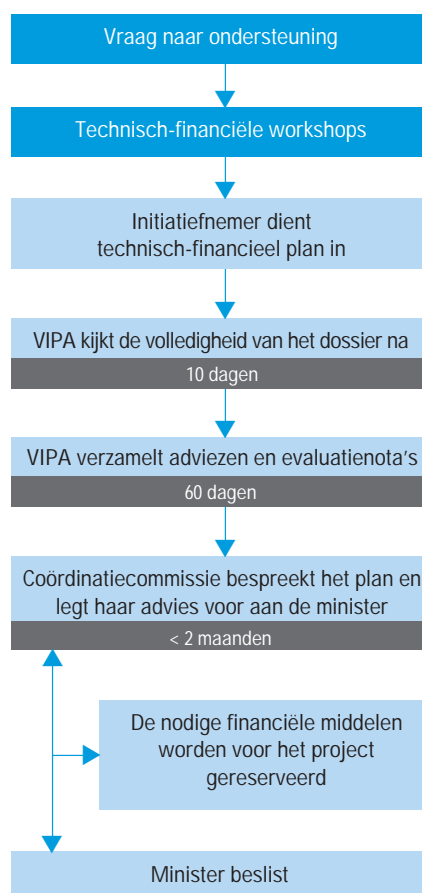 Vraag naar ondersteuning
Technisch-financiële workshops
Initiatiefnemer dient
technisch-financieel plan in
VIPA kijkt de volledigheid van het dossier na
10 dagen
VIPA verzamelt adviezen en evaluatienota's
60 dagen
Coördinatiecommissie bespreekt het plan en
legt haar advies voor aan de minister
< 2 maanden
De nodige financiële middelen
worden voor het project
gereserveerd
Minister beslist